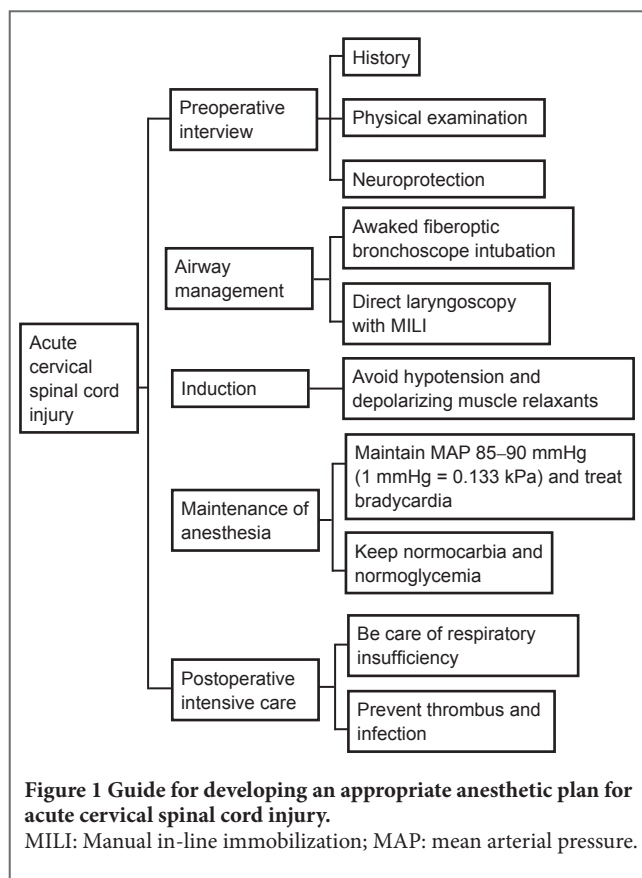 History
Preoperative
interview
Physical examination
Neuroprotection
Awaked fiberoptic
bronchoscope intubation
Airway
management
Direct laryngoscopy
with MILI
Acute
cervical
spinal cord
injury
Induction
Avoid hypotension and
depolarizing muscle relaxants
Maintain MAP 85–90 mmHg
(1 mmHg = 0.133 kPa) and treat
bradycardia
Maintenance of
anesthesia
Keep normocarbia and
normoglycemia
Be care of respiratory
insufficiency
Postoperative
intensive care
Prevent thrombus and
infection
Figure 1 Guide for developing an appropriate anesthetic plan for
acute cervical spinal cord injury.
MILI: Manual in-line immobilization; MAP: mean arterial pressure.